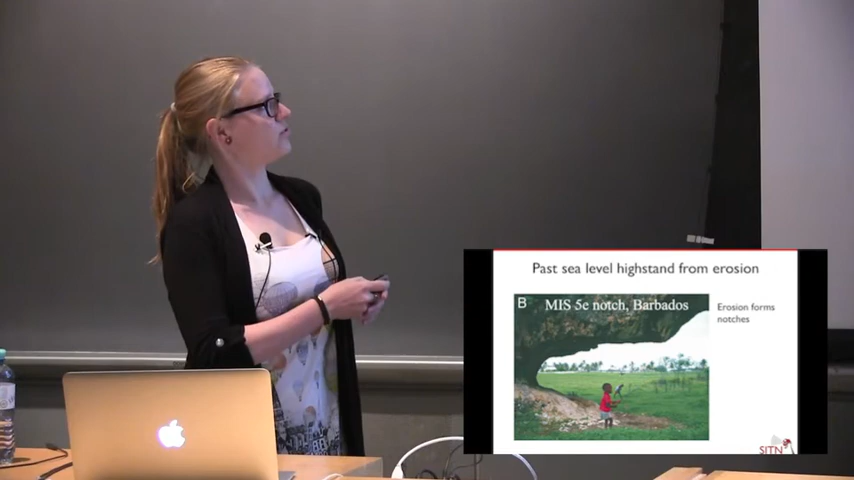 Past sea level highstand from erosion
B MIS 5e notch, Barbados
Erosion forms
notches
SITN